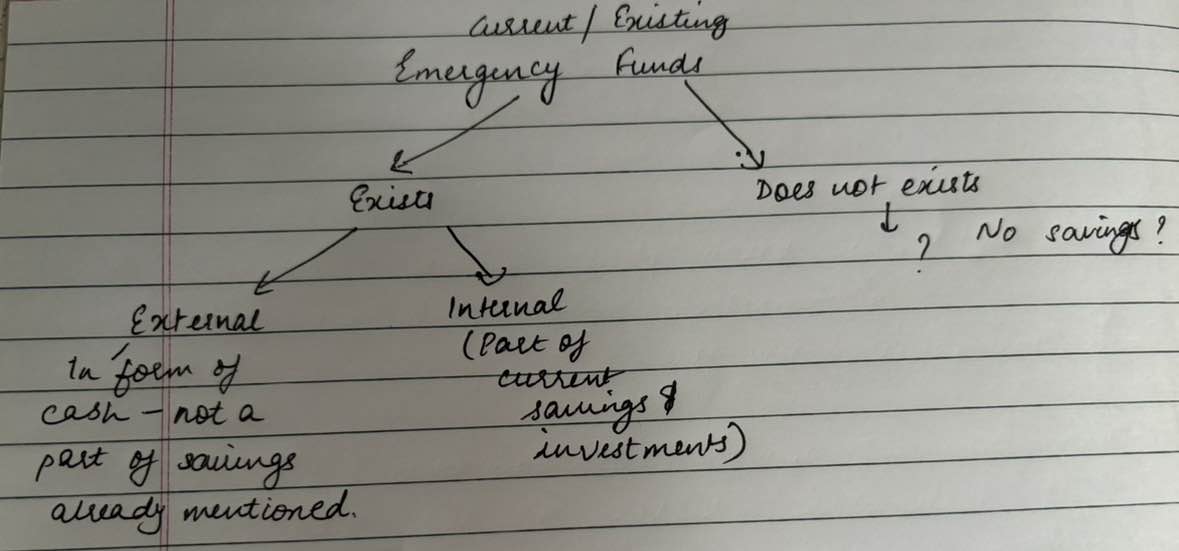 Current / Existing
Emergency Funds
Exists
Does not exists
? No savings?
External
In form of
cash - not a
part of savings
already mentioned.
Internal
(Part of
current
savings &
investments)